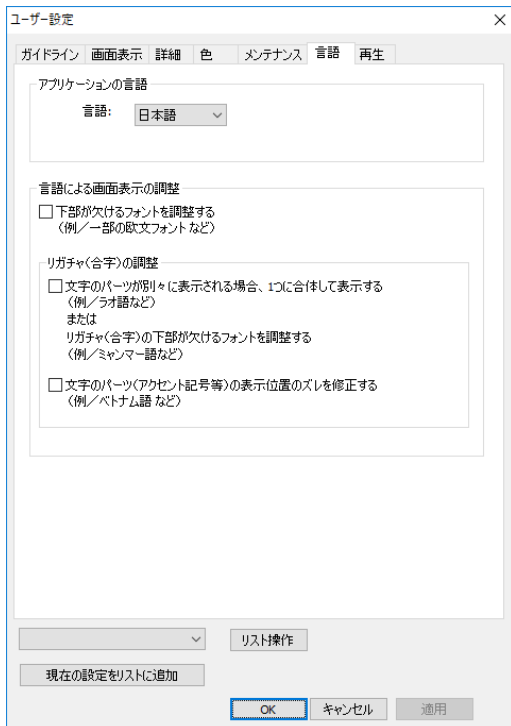 ユーザー設定
ガイドライン 画面表示 詳細 色 メンテナンス 言語 再生
アプリケーションの言語
言語: 日本語
言語による画面表示の調整
下部が欠けるフォントを調整する
(例／一部の欧文フォント など)
リガチャ(合字)の調整
文字のパーツが別々に表示される場合、1つに合体して表示する
(例／ラオ語など)
または
リガチャ(合字)の下部が欠けるフォントを調整する
(例／ミャンマー語など)
文字のパーツ(アクセント記号等)の表示位置のズレを修正する
(例／ベトナム語 など)
リスト操作
現在の設定をリストに追加
OK キャンセル 適用